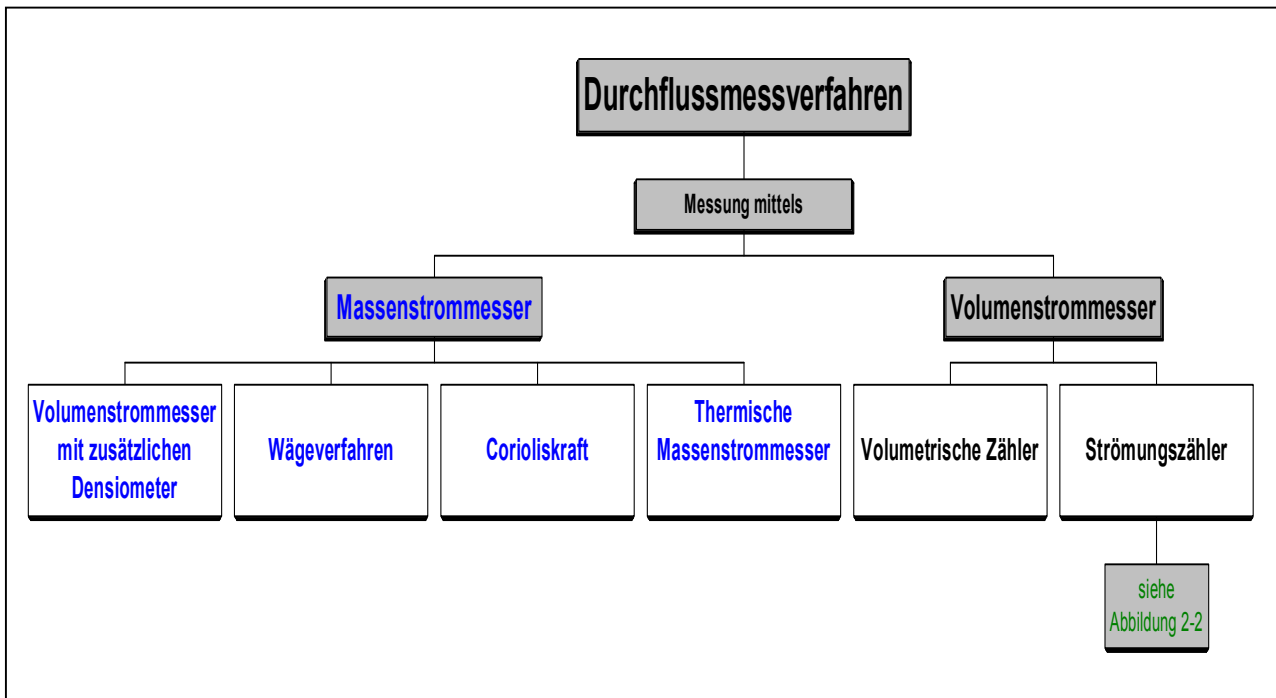 Durchflussmessverfahren
Messung mittels
Massenstrommesser
Volumenstrommesser
Volumenstrommesser
mit zusätzlichen
Densiometer
Wägeverfahren
Corioliskraft
Thermische
Massenstrommesser
Volumetrische Zähler
Strömungszähler
siehe
Abbildung 2-2